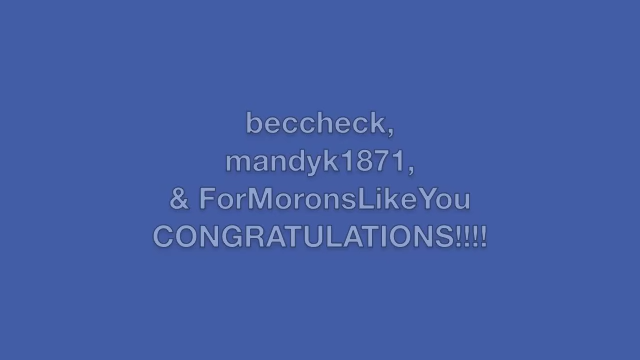 beccheck,
mandyk1871,
& ForMoronsLikeYou
CONGRATULATIONS!!!!